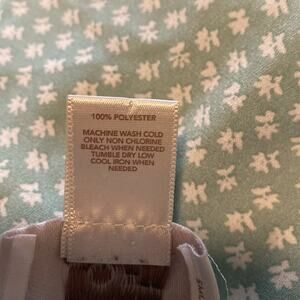 100% POLYESTER
MACHINE WASH COLD
ONLY NON CHLORINE
BLEACH WHEN NEEDED
TUMBLE DRY LOW
COOL IRON WHEN
NEEDED